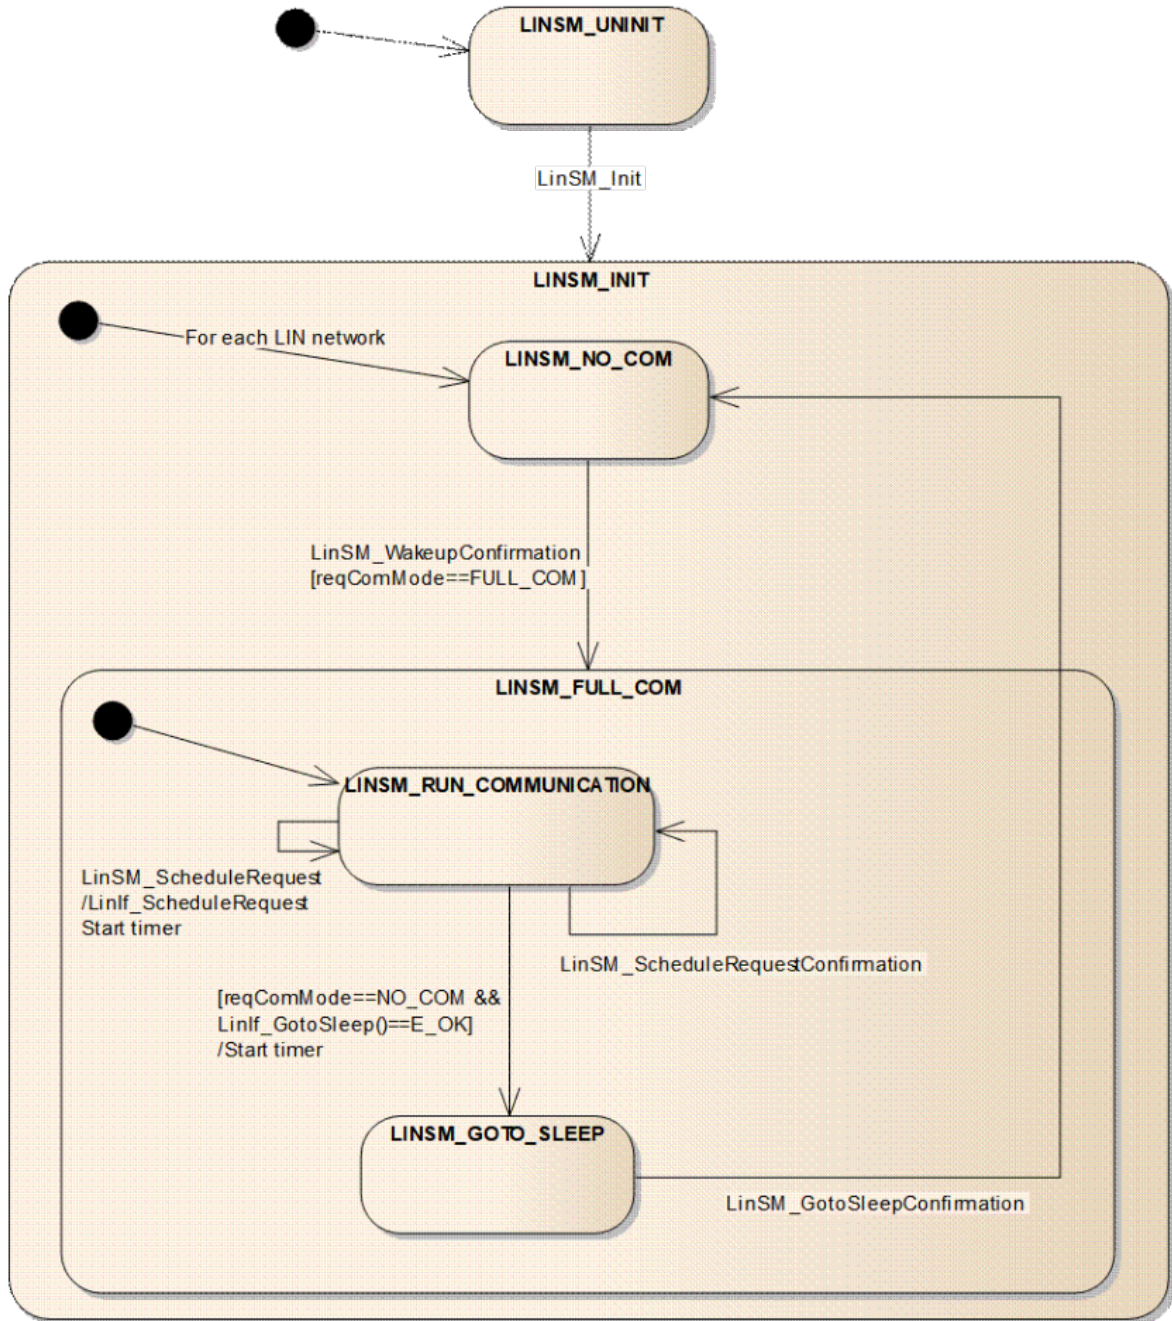 LINSM_UNINIT
LinSM_Init
LINSM_INIT
For each LIN network
LINSM_NO_COM
LinSM_WakeupConfirmation
[reqComMode==FULL_COM]
LINSM_FULL_COM
LINSM_RUN_COMMUNICATION
LinSM_ScheduleRequest
/LinIf_ScheduleRequest
Start timer
LinSM_ScheduleRequestConfirmation
[reqComMode==NO_COM &&
LinIf_GotoSleep()==E_OK]
/Start timer
LINSM_GOTO_SLEEP
LinSM_GotoSleepConfirmation